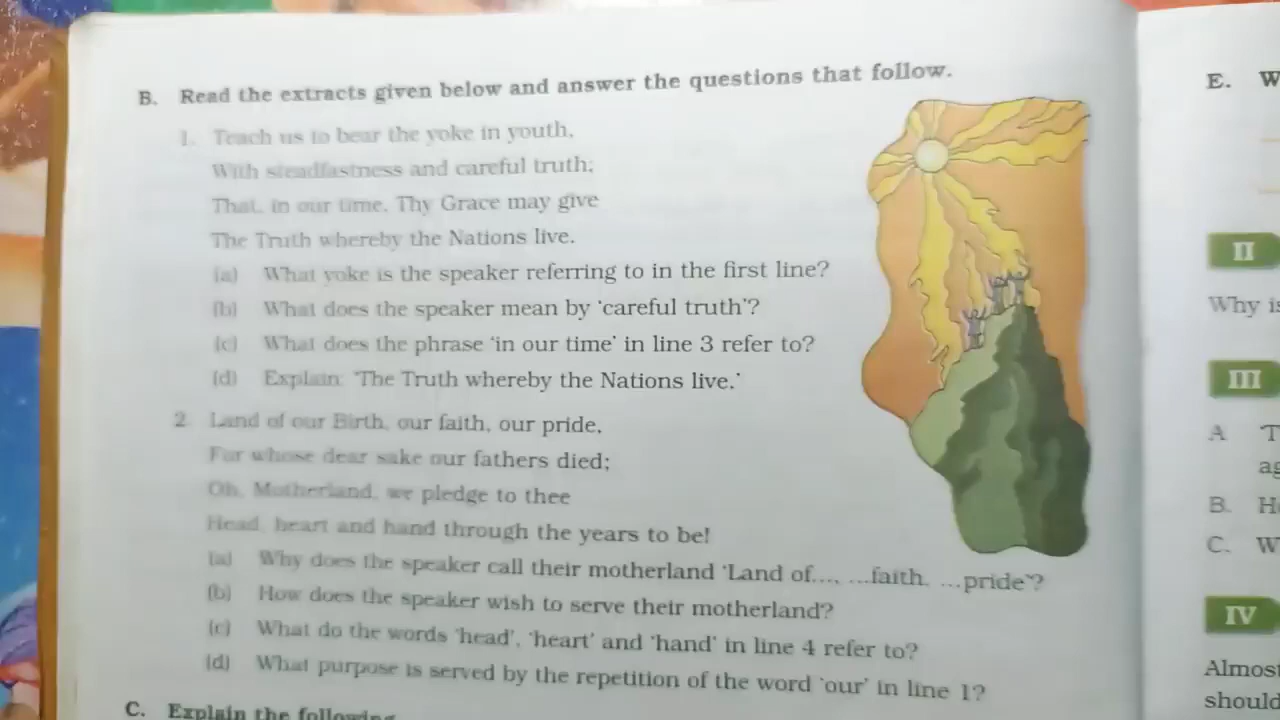 B. Read the extracts given below and answer the questions that follow.
1. Teach us to bear the yoke in youth,
With steadfastness and careful truth;
That, in our time, Thy Grace may give
The Truth whereby the Nations live.
(a) What yoke is the speaker referring to in the first line?
(b) What does the speaker mean by 'careful truth'?
(c) What does the phrase 'in our time' in line 3 refer to?
(d) Explain: 'The Truth whereby the Nations live.'
2. Land of our Birth, our faith, our pride,
For whose dear sake our fathers died;
Oh, Motherland, we pledge to thee
Head, heart and hand through the years to be!
(a) Why does the speaker call their motherland 'Land of..., ...faith, ...pride'?
(b) How does the speaker wish to serve their motherland?
(c) What do the words 'head', 'heart' and 'hand' in line 4 refer to?
(d) What purpose is served by the repetition of the word 'our' in line 1?
C. Explain the following
E. W
II
Why is
III
A 'T
ag
B. H
C. W
IV
Almost
should